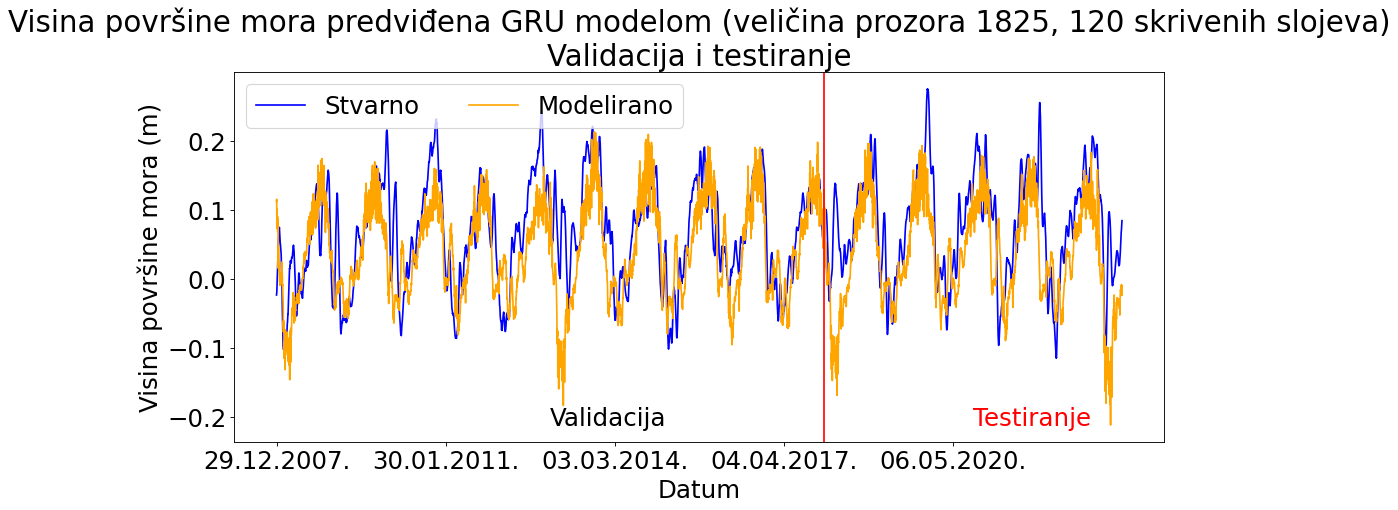 Visina površine mora predviđena GRU modelom (veličina prozora 1825, 120 skrivenih slojeva)
Validacija i testiranje
Stvarno
Modelirano
Visina površine mora (m)
0.2
0.1
0.0
−0.1
−0.2
Validacija
Testiranje
29.12.2007.
30.01.2011.
03.03.2014.
04.04.2017.
06.05.2020.
Datum